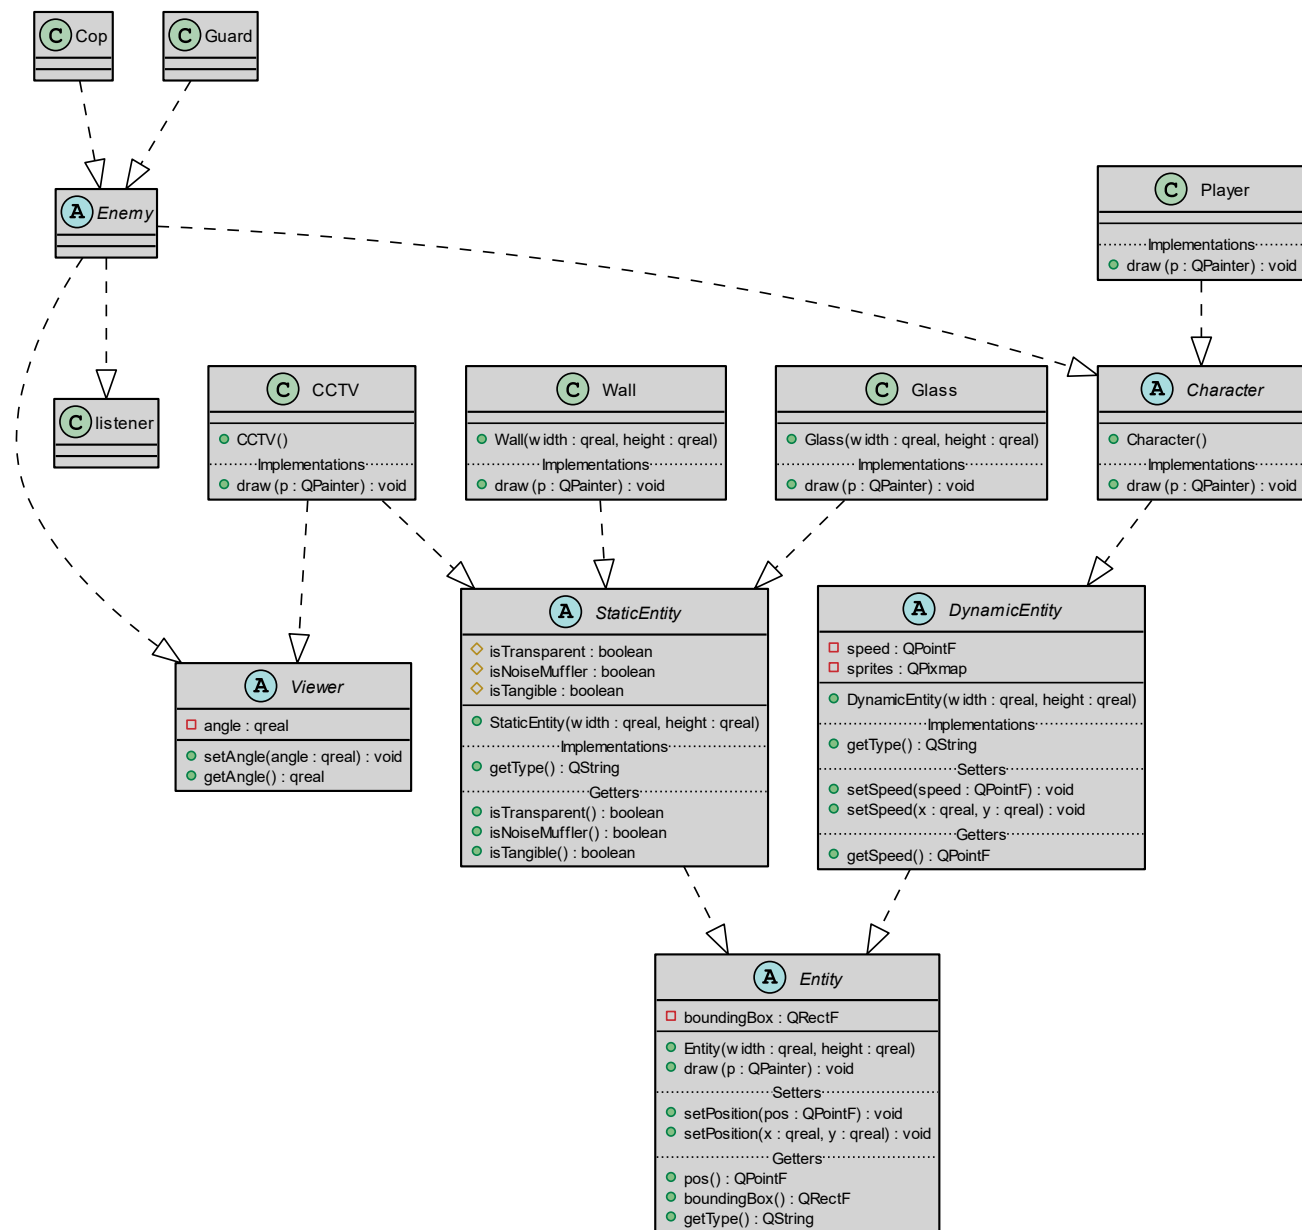 C Cop
C Guard
A Enemy
C Player
Implementations
draw(p : QPainter) : void
C listener
C CCTV
CCTV()
Implementations
draw(p : QPainter) : void
C Wall
Wall(width : qreal, height : qreal)
Implementations
draw(p : QPainter) : void
C Glass
Glass(width : qreal, height : qreal)
Implementations
draw(p : QPainter) : void
A Character
Character()
Implementations
draw(p : QPainter) : void
A Viewer
angle : qreal
setAngle(angle : qreal) : void
getAngle() : qreal
A StaticEntity
isTransparent : boolean
isNoiseMuffler : boolean
isTangible : boolean
StaticEntity(width : qreal, height : qreal)
Implementations
getType() : QString
Getters
isTransparent() : boolean
isNoiseMuffler() : boolean
isTangible() : boolean
A DynamicEntity
speed : QPointF
sprites : QPixmap
DynamicEntity(width : qreal, height : qreal)
Implementations
getType() : QString
Setters
setSpeed(speed : QPointF) : void
setSpeed(x : qreal, y : qreal) : void
Getters
getSpeed() : QPointF
A Entity
boundingBox : QRectF
Entity(width : qreal, height : qreal)
draw(p : QPainter) : void
Setters
setPosition(pos : QPointF) : void
setPosition(x : qreal, y : qreal) : void
Getters
pos() : QPointF
boundingBox() : QRectF
getType() : QString